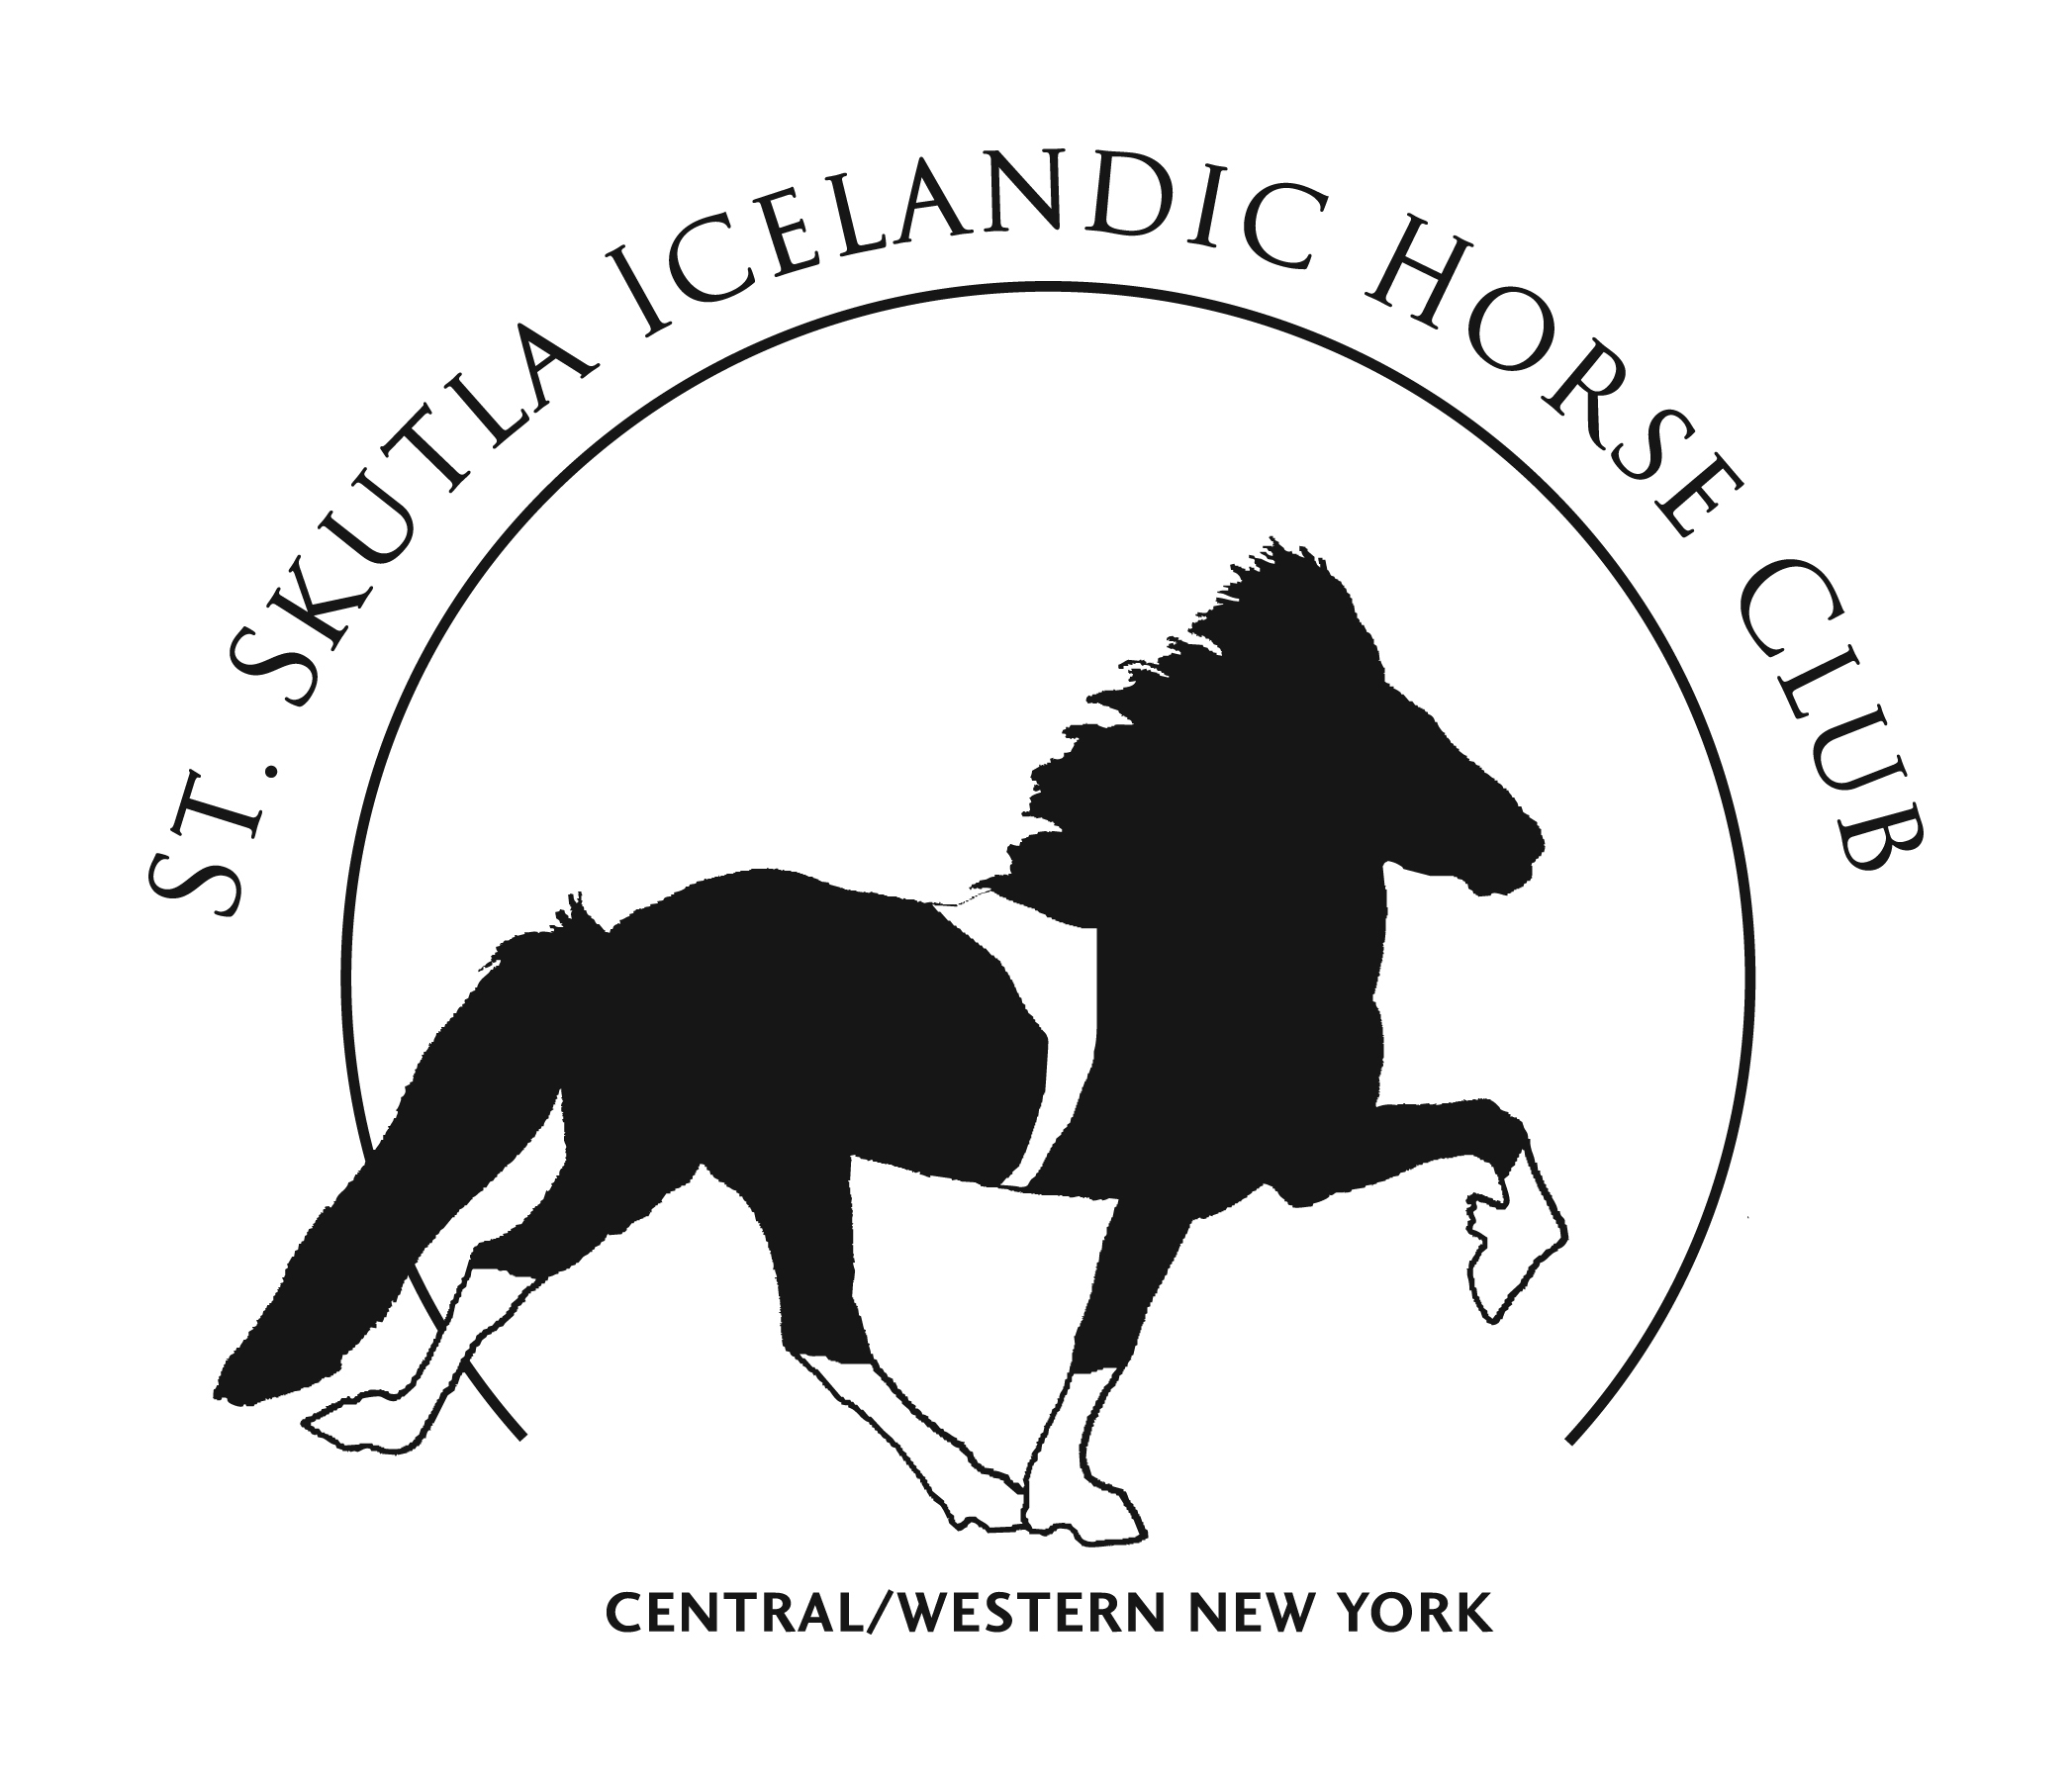 ST. SKUTLA ICELANDIC HORSE CLUB
CENTRAL/WESTERN NEW YORK